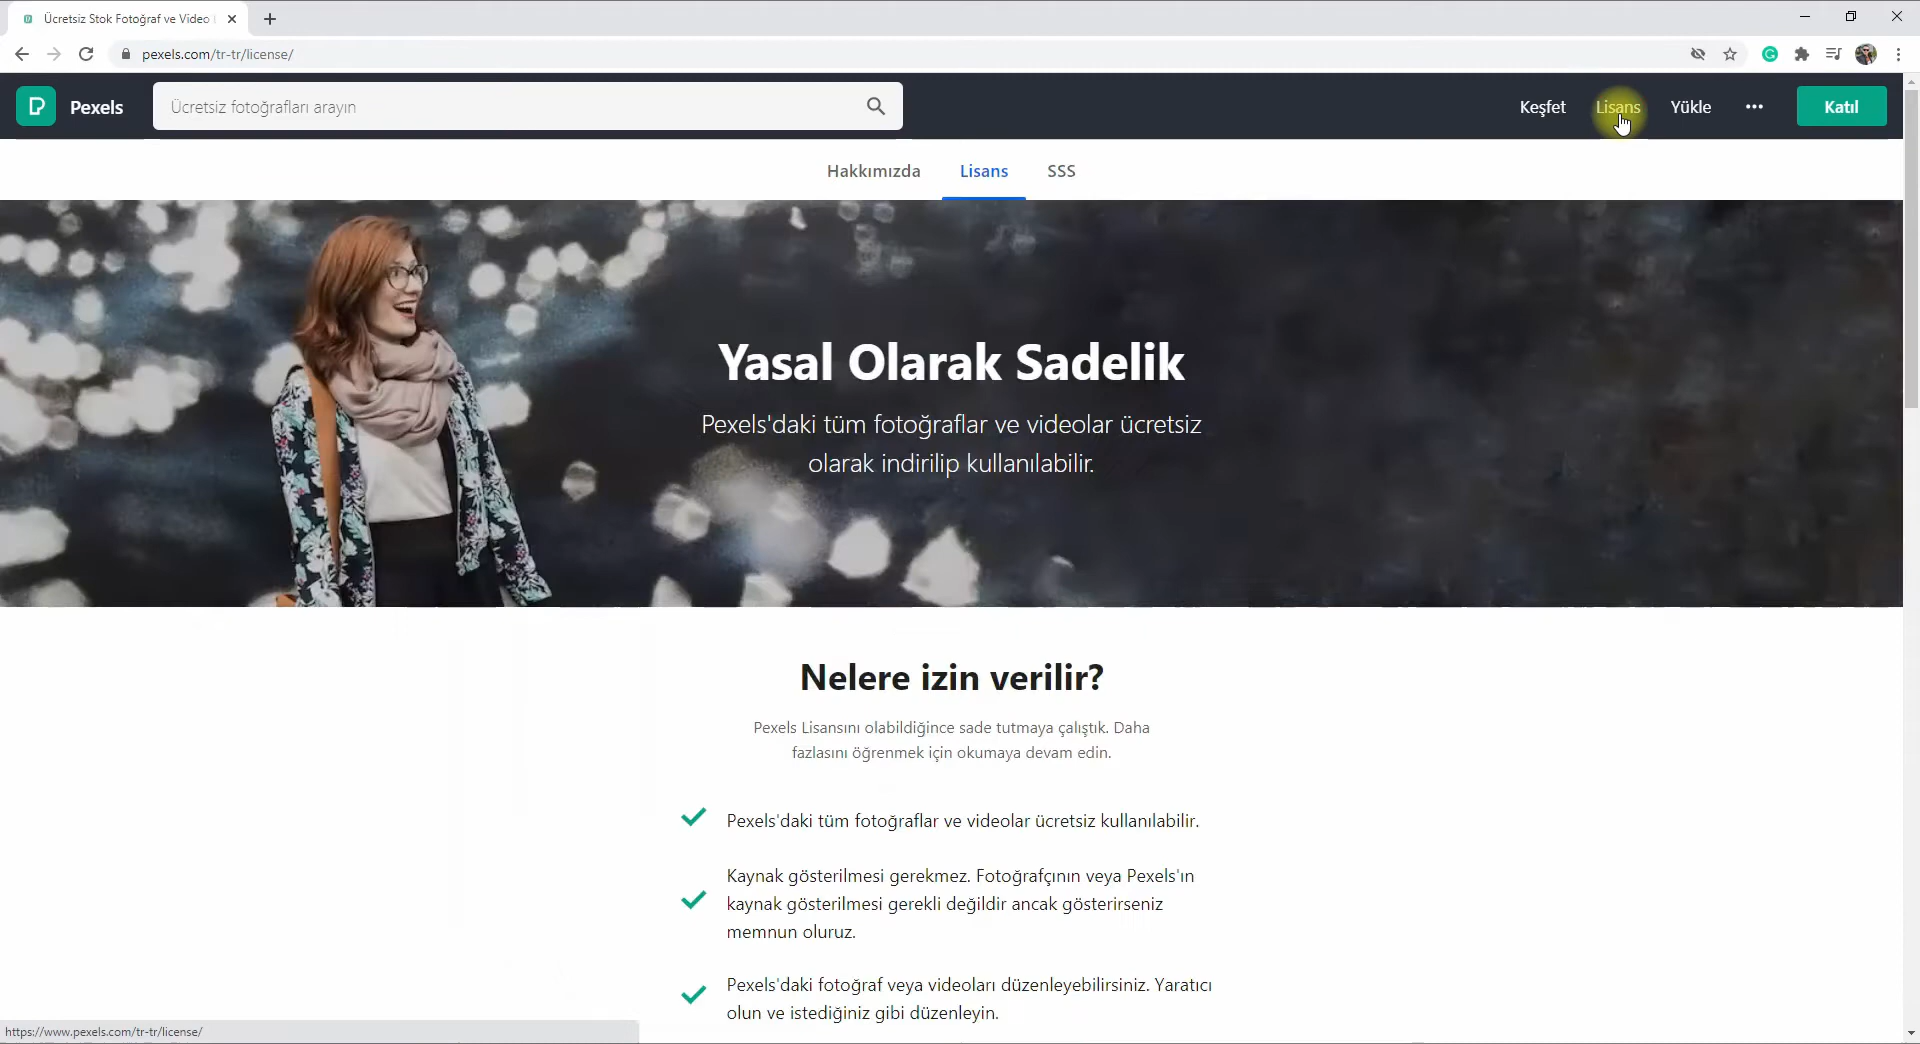 Ücretsiz Stok Fotoğraf ve Video
pexels.com/tr-tr/license/
Pexels
Ücretsiz fotoğrafları arayın
Keşfet
Lisans
Yükle
Katıl
Hakkımızda
Lisans
SSS
Yasal Olarak Sadelik
Pexels'daki tüm fotoğraflar ve videolar ücretsiz
olarak indirilip kullanılabilir.
Nelere izin verilir?
Pexels Lisansını olabildiğince sade tutmaya çalıştık. Daha
fazlasını öğrenmek için okumaya devam edin.
Pexels'daki tüm fotoğraflar ve videolar ücretsiz kullanılabilir.
Kaynak gösterilmesi gerekmez. Fotoğrafçının veya Pexels'ın
kaynak gösterilmesi gerekli değildir ancak gösterirseniz
memnun oluruz.
Pexels'daki fotoğraf veya videoları düzenleyebilirsiniz. Yaratıcı
olun ve istediğiniz gibi düzenleyin.
https://www.pexels.com/tr-tr/license/